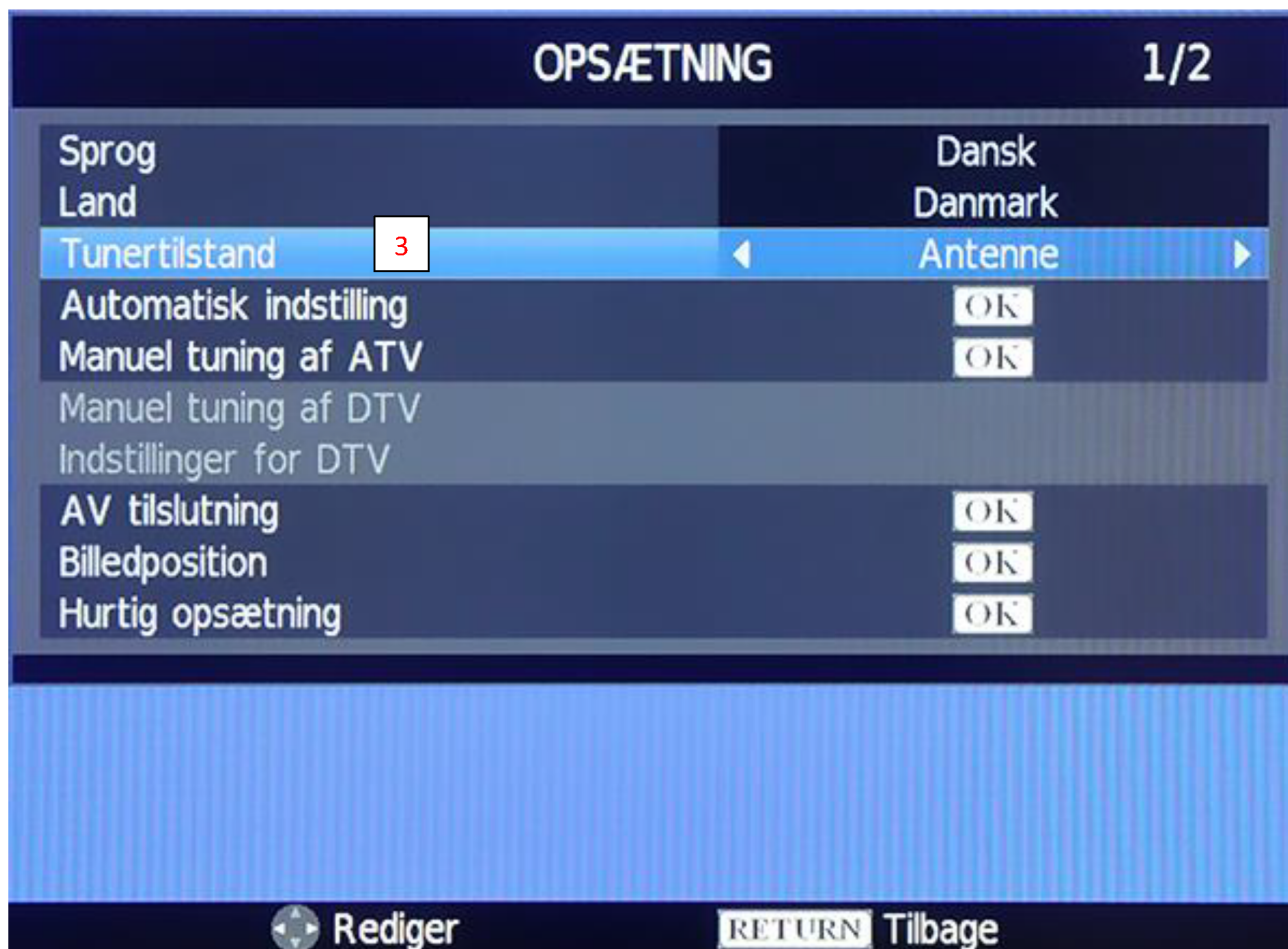 OPSÆTNING 1/2
Sprog Dansk
Land Danmark
Tunertilstand 3 Antenne
Automatisk indstilling OK
Manuel tuning af ATV OK
Manuel tuning af DTV
Indstillinger for DTV
AV tilslutning OK
Billedposition OK
Hurtig opsætning OK
Rediger RETURN Tilbage